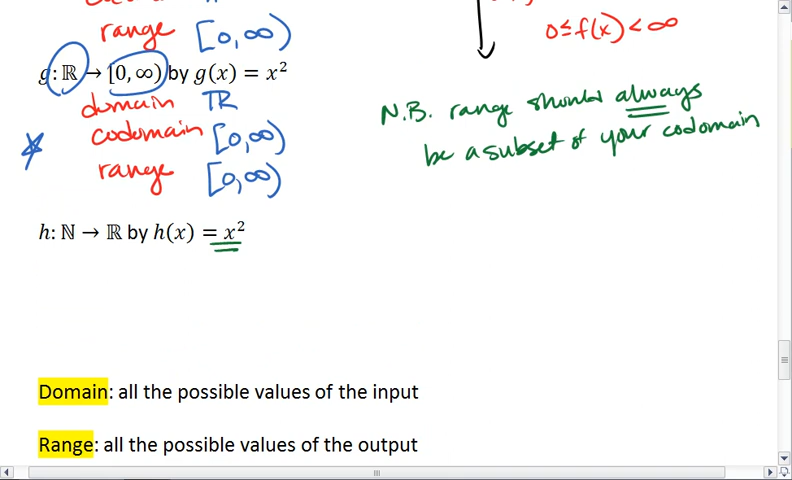 range [0, ∞)
0≤f(x)<∞
g: ℝ → [0, ∞) by g(x) = x²
domain ℝ
codomain [0, ∞)
range [0, ∞)
N.B. range should always
be a subset of your codomain
h: ℕ → ℝ by h(x) = x²
Domain: all the possible values of the input
Range: all the possible values of the output